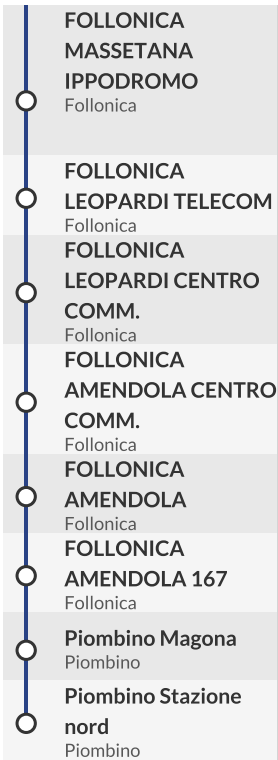 FOLLONICA
MASSETANA
IPPODROMO
Follonica
FOLLONICA
LEOPARDI TELECOM
Follonica
FOLLONICA
LEOPARDI CENTRO
COMM.
Follonica
FOLLONICA
AMENDOLA CENTRO
COMM.
Follonica
FOLLONICA
AMENDOLA
Follonica
FOLLONICA
AMENDOLA 167
Follonica
Piombino Magona
Piombino
Piombino Stazione
nord
Piombino